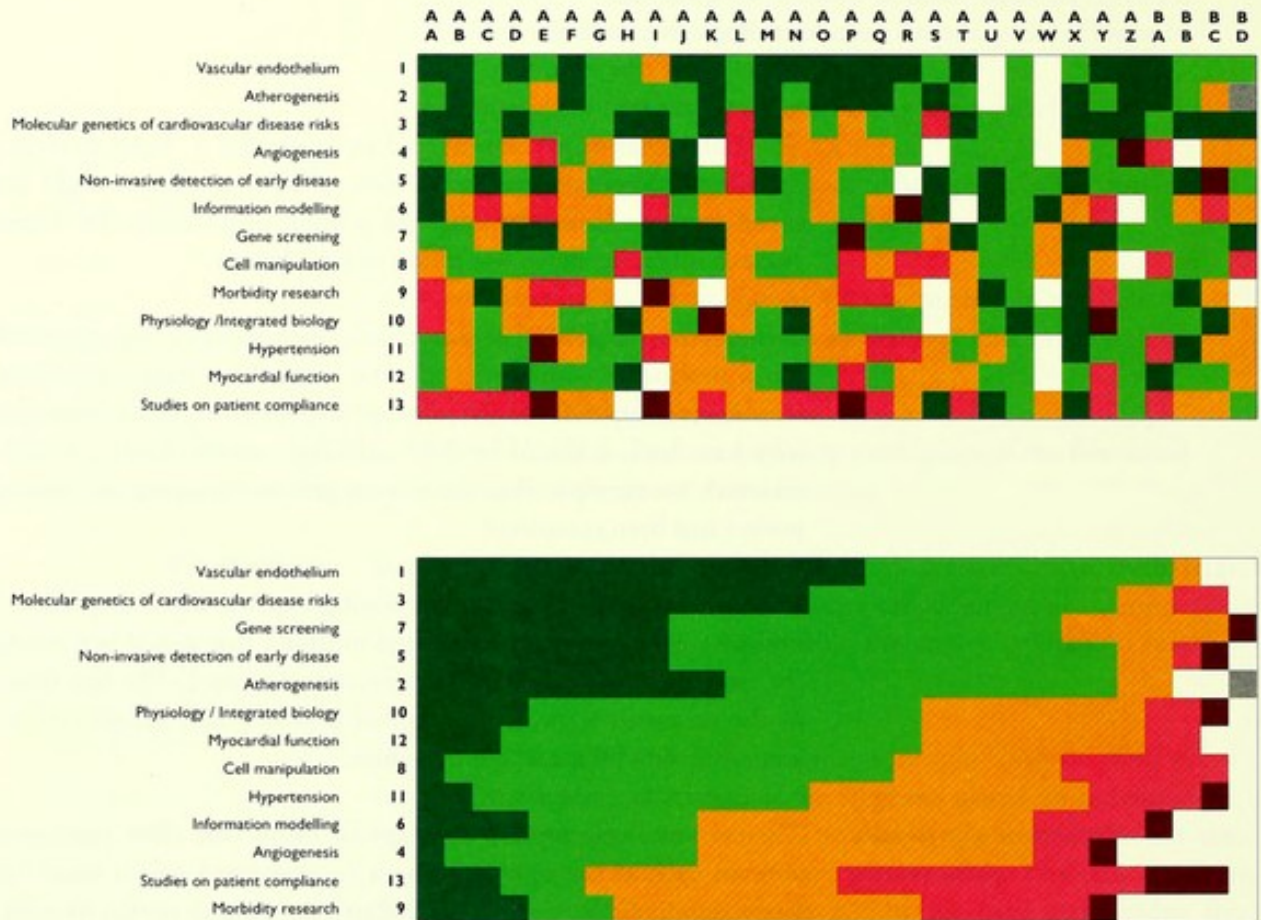 A A A A A A A A A A A A A A A A A A A A A A A A A A B B B B
A B C D E F G H I J K L M N O P Q R S T U V W X Y Z A B C D
Vascular endothelium 1
Atherogenesis 2
Molecular genetics of cardiovascular disease risks 3
Angiogenesis 4
Non-invasive detection of early disease 5
Information modelling 6
Gene screening 7
Cell manipulation 8
Morbidity research 9
Physiology /Integrated biology 10
Hypertension 11
Myocardial function 12
Studies on patient compliance 13
Vascular endothelium 1
Molecular genetics of cardiovascular disease risks 3
Gene screening 7
Non-invasive detection of early disease 5
Atherogenesis 2
Physiology / Integrated biology 10
Myocardial function 12
Cell manipulation 8
Hypertension 11
Information modelling 6
Angiogenesis 4
Studies on patient compliance 13
Morbidity research 9